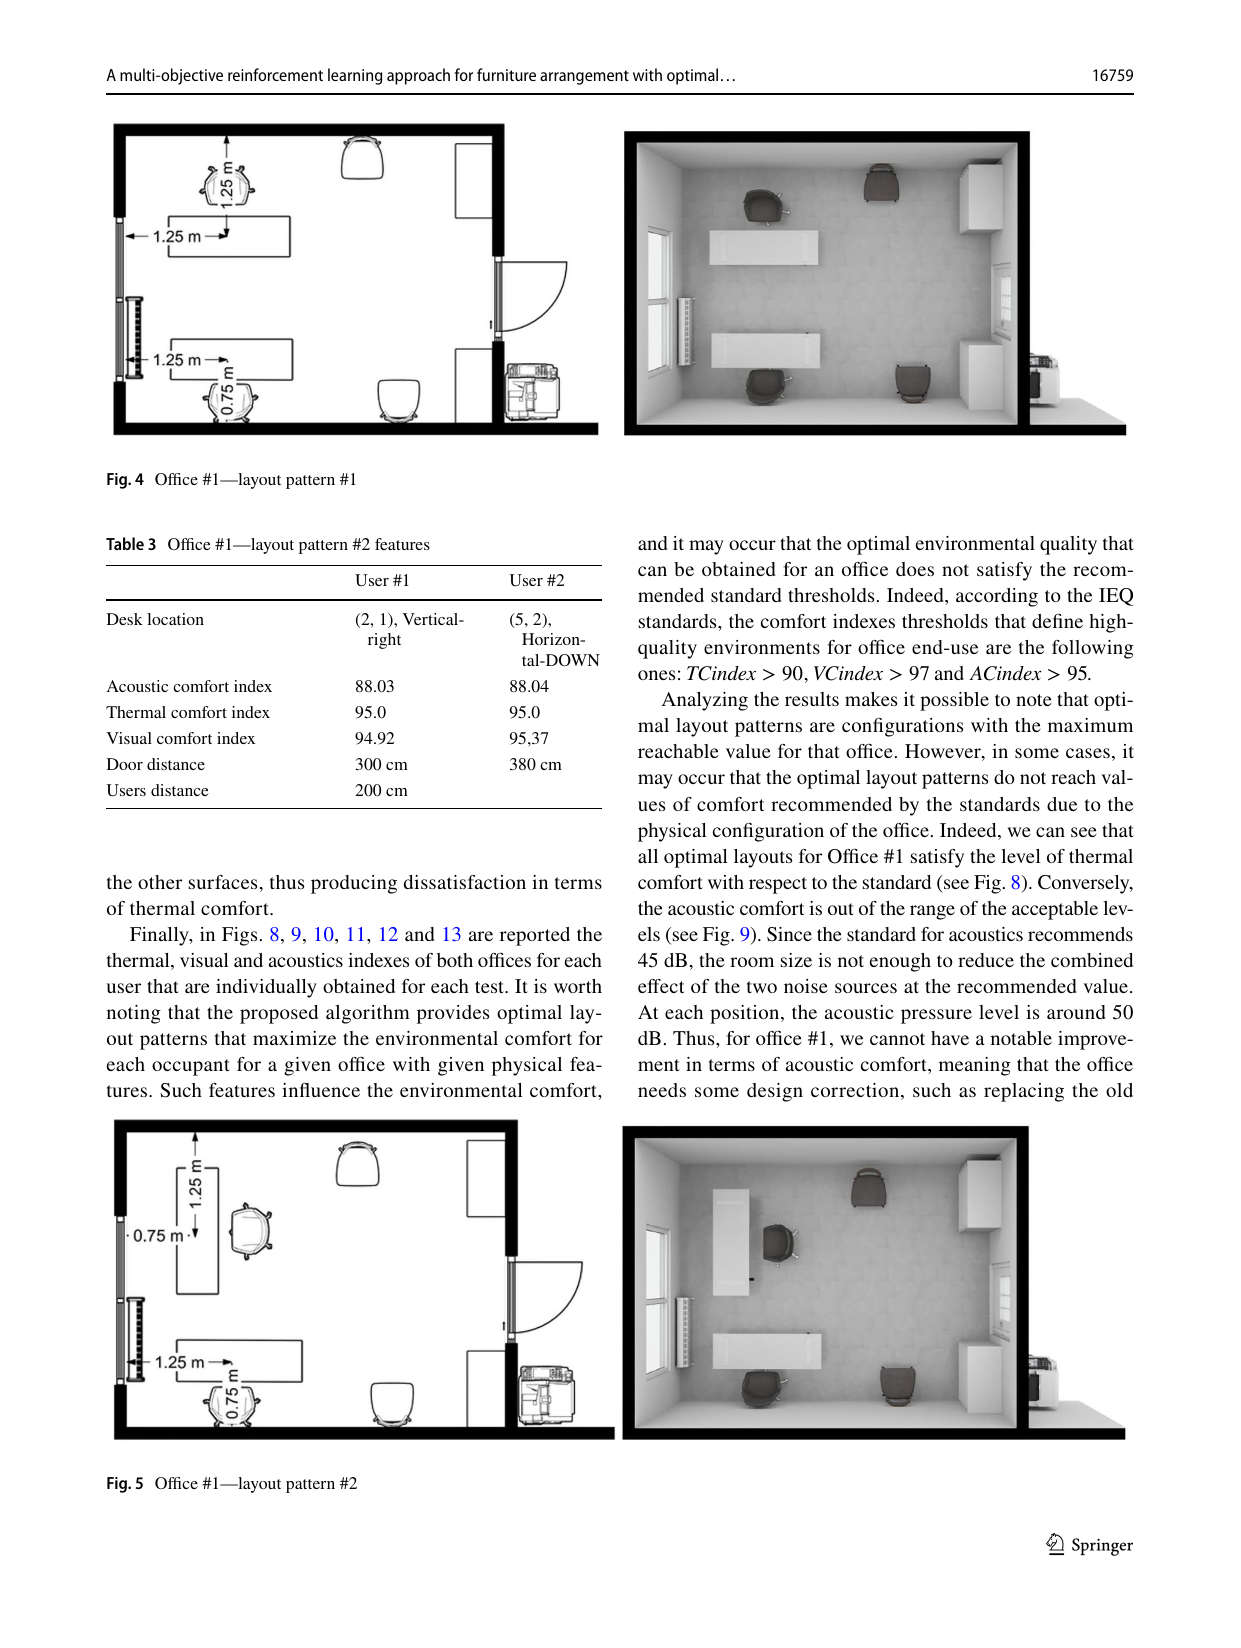 A multi-objective reinforcement learning approach for furniture arrangement with optimal…
16759
1.25 m
1.25 m
1.25 m
0.75 m
Fig. 4 Office #1—layout pattern #1
Table 3 Office #1—layout pattern #2 features
User #1 User #2
Desk location (2, 1), Vertical- (5, 2),
right Horizon-
tal-DOWN
Acoustic comfort index 88.03 88.04
Thermal comfort index 95.0 95.0
Visual comfort index 94.92 95,37
Door distance 300 cm 380 cm
Users distance 200 cm
the other surfaces, thus producing dissatisfaction in terms
of thermal comfort.
Finally, in Figs. 8, 9, 10, 11, 12 and 13 are reported the
thermal, visual and acoustics indexes of both offices for each
user that are individually obtained for each test. It is worth
noting that the proposed algorithm provides optimal lay-
out patterns that maximize the environmental comfort for
each occupant for a given office with given physical fea-
tures. Such features influence the environmental comfort,
and it may occur that the optimal environmental quality that
can be obtained for an office does not satisfy the recom-
mended standard thresholds. Indeed, according to the IEQ
standards, the comfort indexes thresholds that define high-
quality environments for office end-use are the following
ones: TCindex > 90, VCindex > 97 and ACindex > 95.
Analyzing the results makes it possible to note that opti-
mal layout patterns are configurations with the maximum
reachable value for that office. However, in some cases, it
may occur that the optimal layout patterns do not reach val-
ues of comfort recommended by the standards due to the
physical configuration of the office. Indeed, we can see that
all optimal layouts for Office #1 satisfy the level of thermal
comfort with respect to the standard (see Fig. 8). Conversely,
the acoustic comfort is out of the range of the acceptable lev-
els (see Fig. 9). Since the standard for acoustics recommends
45 dB, the room size is not enough to reduce the combined
effect of the two noise sources at the recommended value.
At each position, the acoustic pressure level is around 50
dB. Thus, for office #1, we cannot have a notable improve-
ment in terms of acoustic comfort, meaning that the office
needs some design correction, such as replacing the old
1.25 m
0.75 m
1.25 m
0.75 m
Fig. 5 Office #1—layout pattern #2
Springer